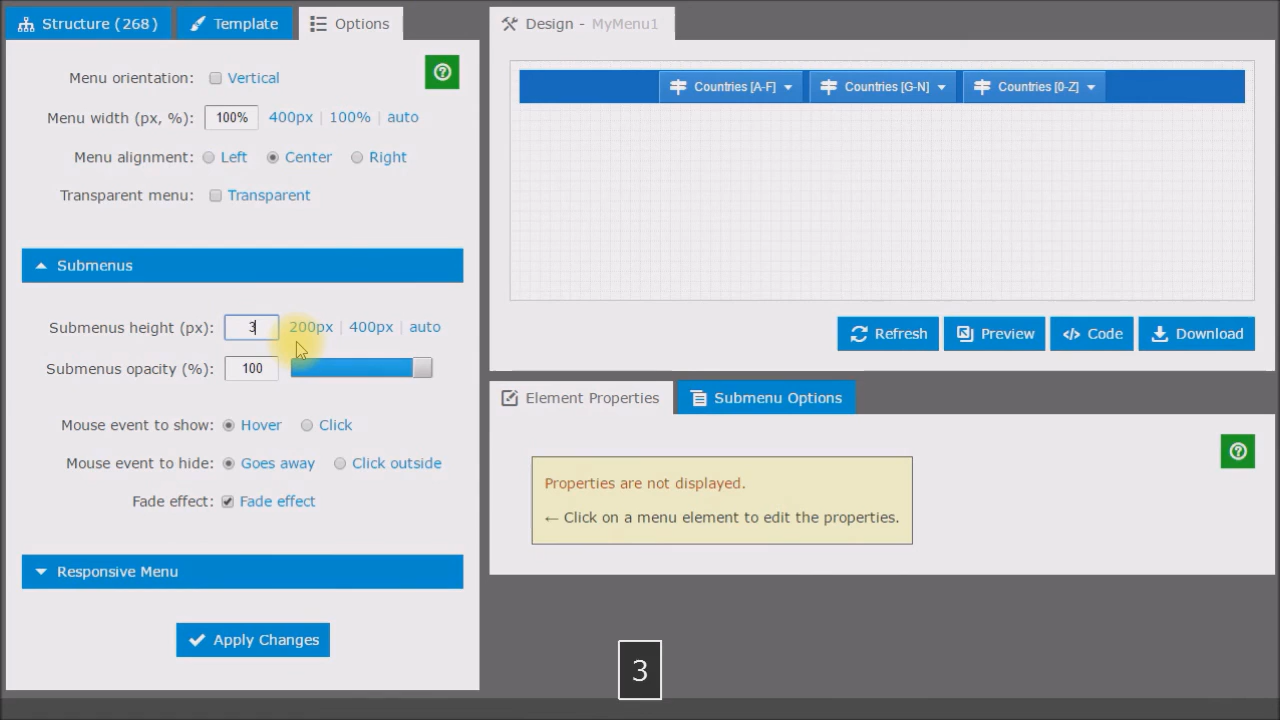 Structure (268)
Template
Options
Menu orientation: Vertical
Menu width (px, %): 100% 400px | 100% | auto
Menu alignment: Left Center Right
Transparent menu: Transparent
Submenus
Submenus height (px): 3 200px | 400px | auto
Submenus opacity (%): 100
Mouse event to show: Hover Click
Mouse event to hide: Goes away Click outside
Fade effect: Fade effect
Responsive Menu
Apply Changes
Design - MyMenu1
Countries [A-F] Countries [G-N] Countries [0-Z]
Refresh Preview </> Code Download
Element Properties
Submenu Options
Properties are not displayed.
← Click on a menu element to edit the properties.
3